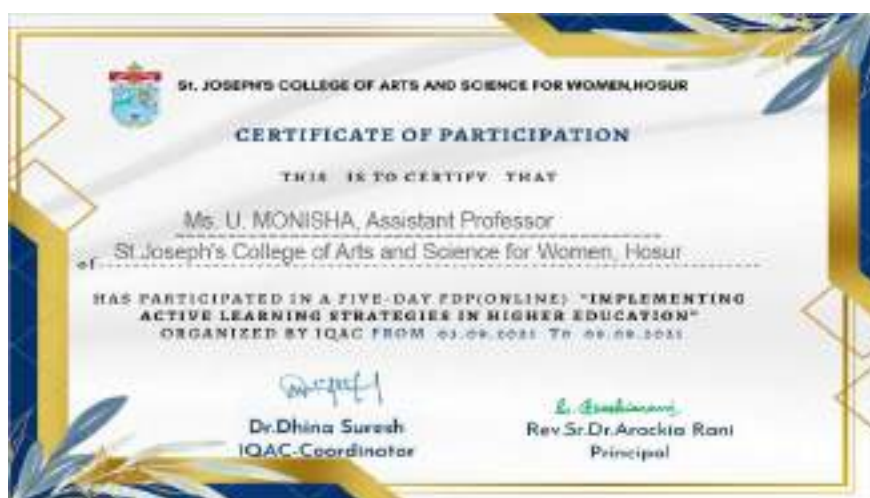 St. JOSEPH'S COLLEGE OF ARTS AND SCIENCE FOR WOMEN,HOSUR
CERTIFICATE OF PARTICIPATION
THIS IS TO CERTIFY THAT
Ms. U. MONISHA, Assistant Professor
of St.Joseph's College of Arts and Science for Women, Hosur
HAS PARTICIPATED IN A FIVE-DAY FDP(ONLINE) "IMPLEMENTING
ACTIVE LEARNING STRATEGIES IN HIGHER EDUCATION"
ORGANIZED BY IQAC FROM TO
Dr.Dhina Suresh
IQAC-Coordinator
Rev.Sr.Dr.Arockia Rani
Principal